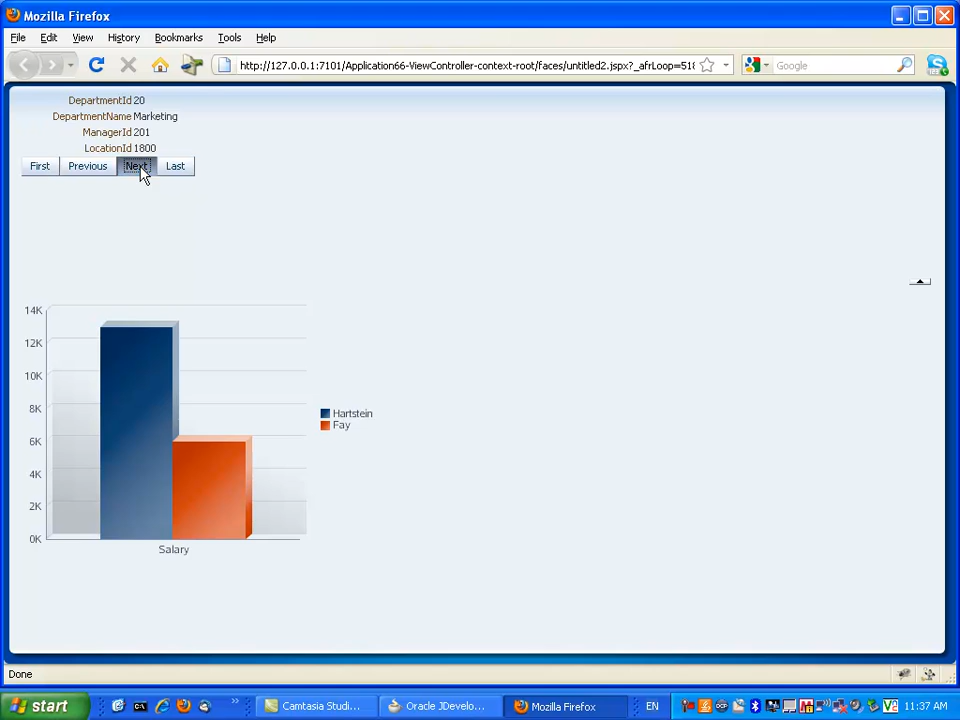 Mozilla Firefox
File Edit View History Bookmarks Tools Help
http://127.0.0.1:7101/Application66-ViewController-context-root/faces/untitled2.jspx?_afrLoop=518
Google
DepartmentId 20
DepartmentName Marketing
ManagerId 201
LocationId 1800
First Previous Next Last
14K
12K
10K
8K
6K
4K
2K
0K
Salary
Hartstein
Fay
Done
start
Camtasia Studi...
Oracle JDevelo...
Mozilla Firefox
EN
11:37 AM